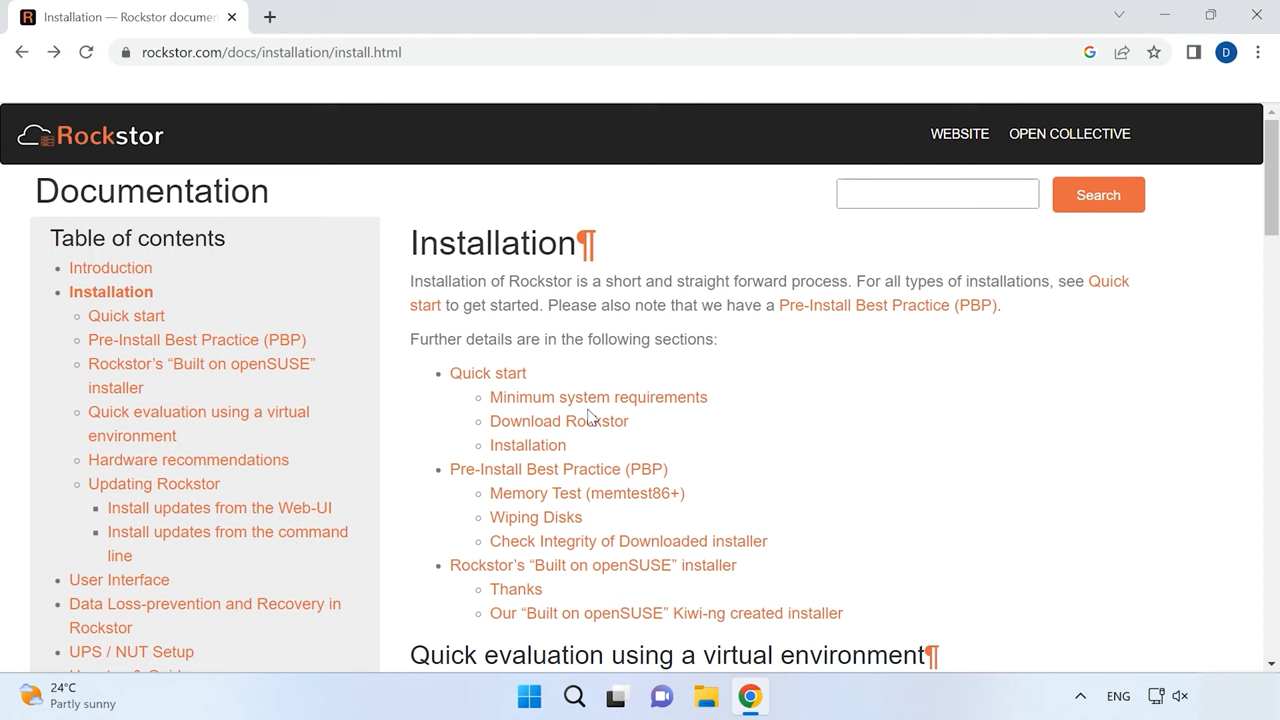 Installation — Rockstor documen
rockstor.com/docs/installation/install.html
D
Rockstor
WEBSITE
OPEN COLLECTIVE
Documentation
Search
Table of contents
Introduction
Installation
Quick start
Pre-Install Best Practice (PBP)
Rockstor’s “Built on openSUSE”
installer
Quick evaluation using a virtual
environment
Hardware recommendations
Updating Rockstor
Install updates from the Web-UI
Install updates from the command
line
User Interface
Data Loss-prevention and Recovery in
Rockstor
UPS / NUT Setup
Installation¶
Installation of Rockstor is a short and straight forward process. For all types of installations, see Quick
start to get started. Please also note that we have a Pre-Install Best Practice (PBP).
Further details are in the following sections:
Quick start
Minimum system requirements
Download Rockstor
Installation
Pre-Install Best Practice (PBP)
Memory Test (memtest86+)
Wiping Disks
Check Integrity of Downloaded installer
Rockstor’s “Built on openSUSE” installer
Thanks
Our “Built on openSUSE” Kiwi-ng created installer
Quick evaluation using a virtual environment¶
24°C
Partly sunny
ENG